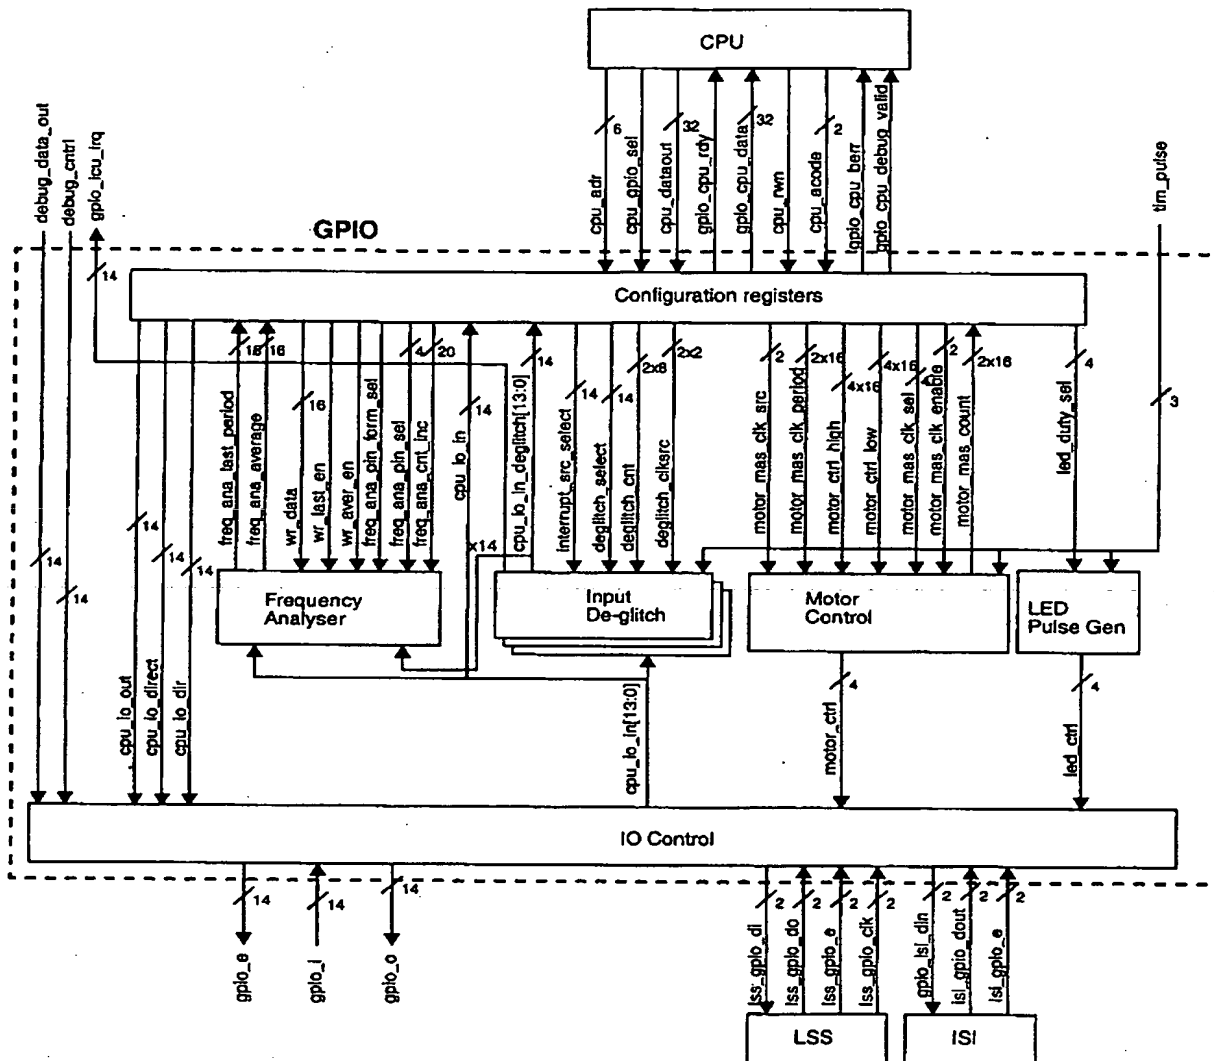 CPU
6
32
32
2
cpu_adr
cpu_gpio_sel
cpu_dataout
gpio_cpu_rdy
gpio_cpu_data
cpu_rwn
cpu_acode
gpio_cpu_berr
gpio_cpu_debug_valid
debug_data_out
debug_cntrl
gpio_icu_irq
tim_pulse
GPIO
14
3
Configuration registers
16
16
4
20
14
14
2
2x16
4x16
4x16
4
2
2x16
4
16
14
14
2x8
2x2
freq_ana_last_period
freq_ana_average
wr_data
wr_last_en
wr_aver_en
freq_ana_pin_form_sel
freq_ana_pin_sel
freq_ana_cnt_inc
cpu_io_in
cpu_io_in_deglitch[13:0]
interrupt_src_select
deglitch_select
deglitch_cnt
deglitch_clksrc
motor_mas_clk_src
motor_mas_clk_period
motor_ctrl_high
motor_ctrl_low
motor_mas_clk_sel
motor_mas_clk_enable
motor_mas_count
led_duty_sel
x14
14
14
14
14
14
Frequency
Analyser
Input
De-glitch
Motor
Control
LED
Pulse Gen
cpu_io_out
cpu_io_direct
cpu_io_dir
cpu_io_in[13:0]
4
motor_ctrl
4
led_ctrl
IO Control
14
14
14
2
2
2
2
2
2
2
gpio_e
gpio_i
gpio_o
lss_gpio_di
lss_gpio_do
lss_gpio_e
lss_gpio_clk
gpio_isi_din
isi_gpio_dout
isi_gpio_e
LSS
ISI